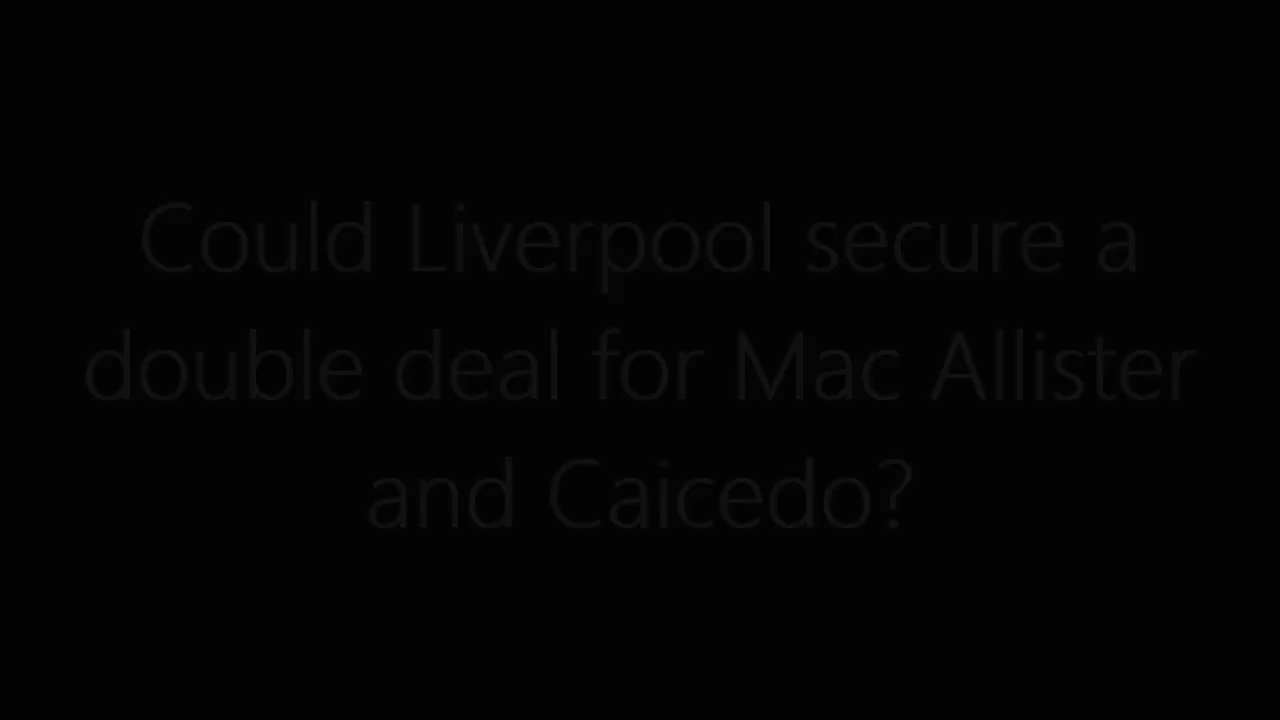 Could Liverpool secure a
double deal for Mac Allister
and Caicedo?